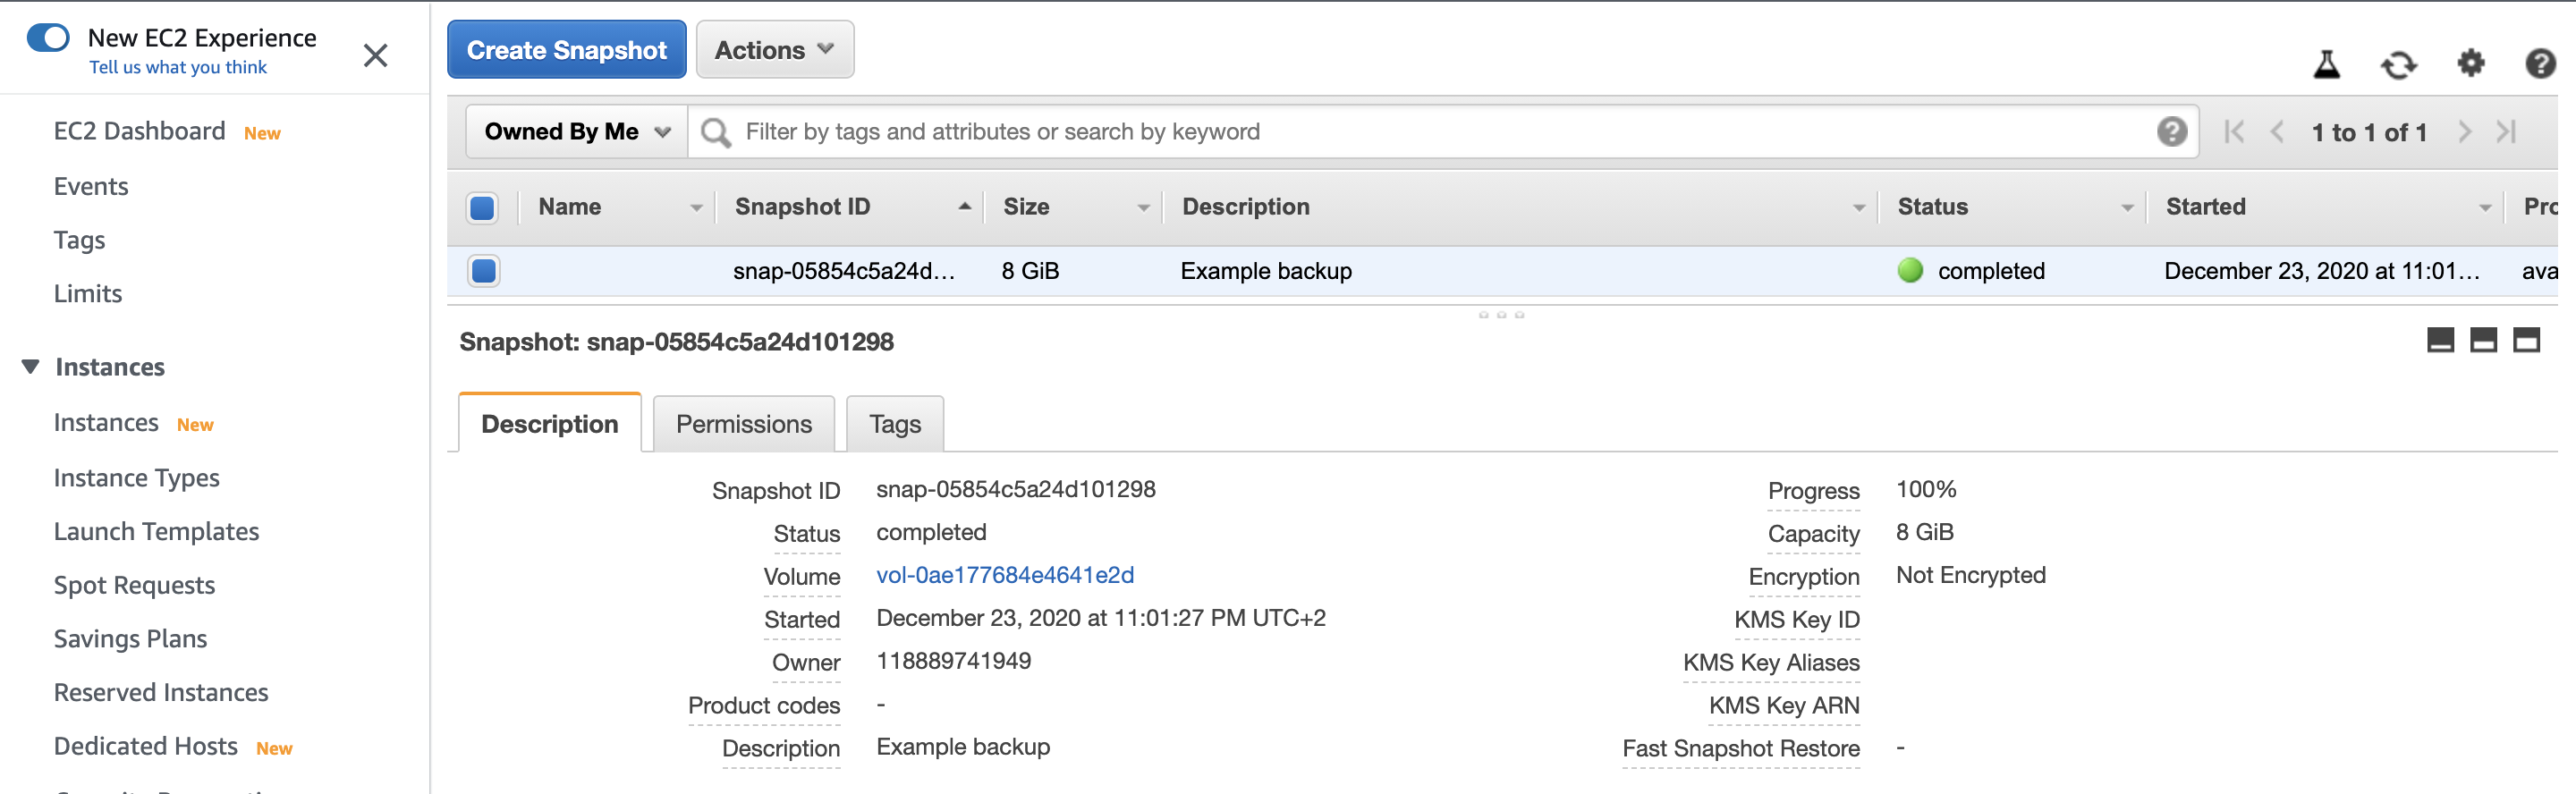 New EC2 Experience
Tell us what you think
EC2 Dashboard New
Events
Tags
Limits
Instances
Instances New
Instance Types
Launch Templates
Spot Requests
Savings Plans
Reserved Instances
Dedicated Hosts New
Create Snapshot Actions
Owned By Me Filter by tags and attributes or search by keyword 1 to 1 of 1
Name Snapshot ID Size Description Status Started Pro
snap-05854c5a24d... 8 GiB Example backup completed December 23, 2020 at 11:01... ava
Snapshot: snap-05854c5a24d101298
Description Permissions Tags
Snapshot ID snap-05854c5a24d101298
Status completed
Volume vol-0ae177684e4641e2d
Started December 23, 2020 at 11:01:27 PM UTC+2
Owner 118889741949
Product codes -
Description Example backup
Progress 100%
Capacity 8 GiB
Encryption Not Encrypted
KMS Key ID
KMS Key Aliases
KMS Key ARN
Fast Snapshot Restore -